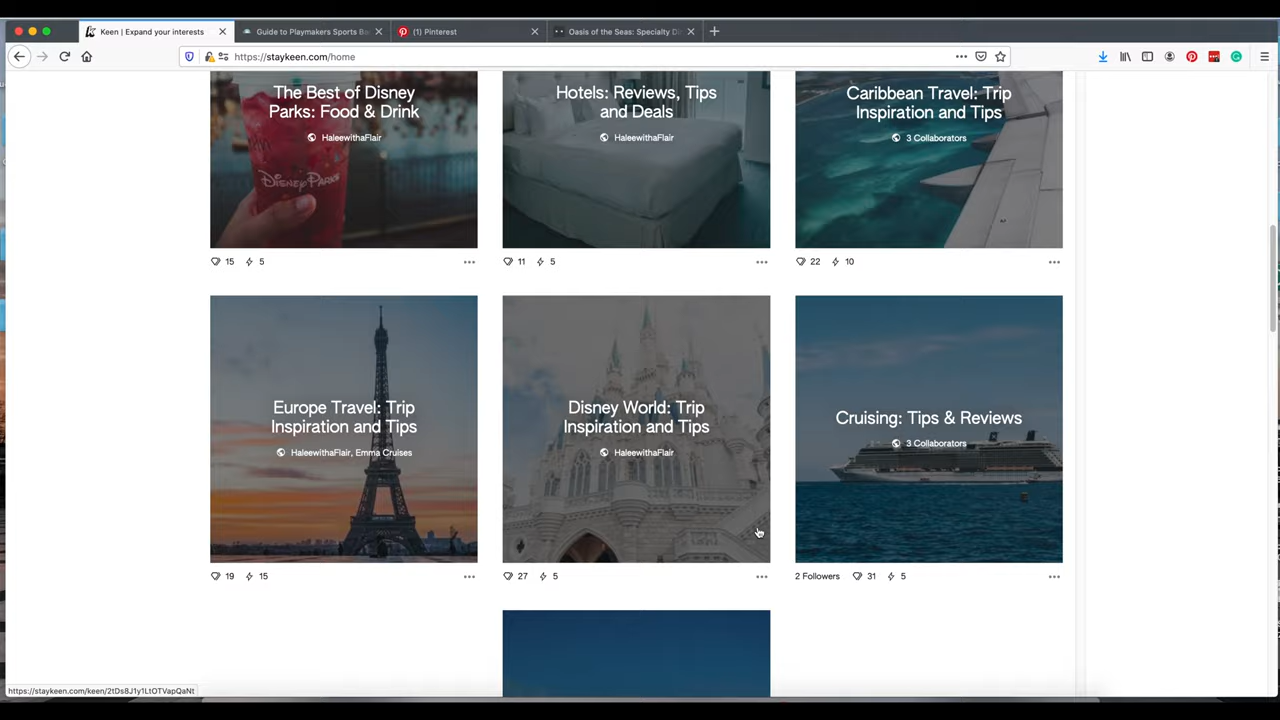 Keen | Expand your interests
Guide to Playmakers Sports Bo
(1) Pinterest
Oasis of the Seas: Specialty Di
https://staykeen.com/home
The Best of Disney
Parks: Food & Drink
HaleewithaFlair
DISNEY PARKS
Hotels: Reviews, Tips
and Deals
HaleewithaFlair
Caribbean Travel: Trip
Inspiration and Tips
3 Collaborators
15 5
11 5
22 10
Europe Travel: Trip
Inspiration and Tips
HaleewithaFlair, Emma Cruises
Disney World: Trip
Inspiration and Tips
HaleewithaFlair
Cruising: Tips & Reviews
3 Collaborators
19 15
27 5
2 Followers 31 5
https://staykeen.com/keen/2tDs8J1y1LtOTVapQaNt